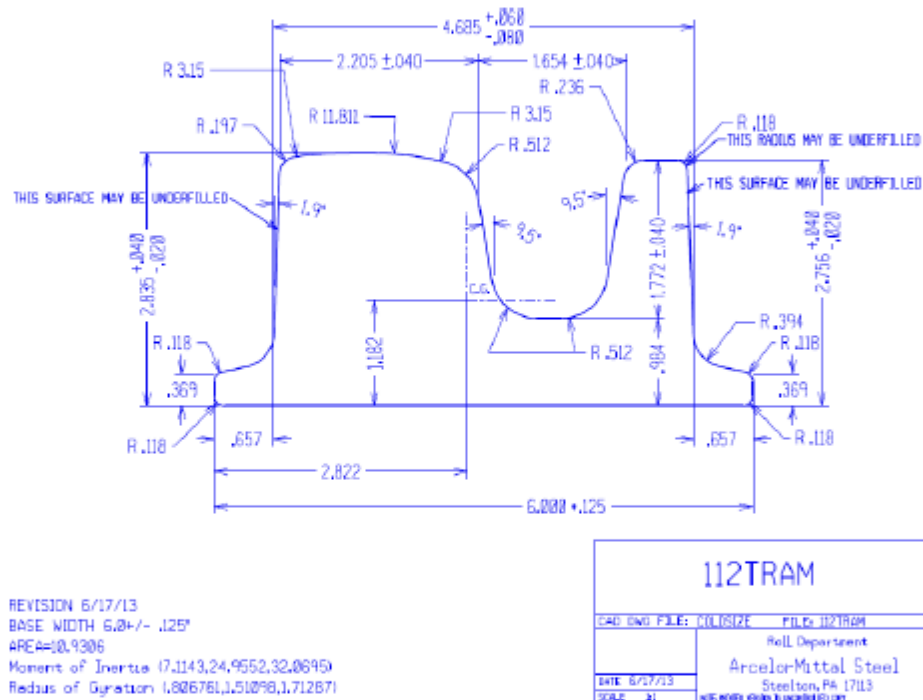 4.685 +.060 -.080
2.205 ±.040
1.654 ±.040
R 3.15
R .236
R 11.811
R 3.15
R .197
R .118
THIS RADIUS MAY BE UNDERFILLED
R .512
THIS SURFACE MAY BE UNDERFILLED
THIS SURFACE MAY BE UNDERFILLED
1.9°
9.5°
9.5°
1.9°
2.835 +.040 -.020
1.772 ±.040
2.756 +.040 -.020
C.G.
R .118
1.182
R .512
.984
R .394
R .118
.369
.369
R .118
.657
.657
R .118
2.822
6.000 ±.125
112TRAM
REVISION 6/17/13
BASE WIDTH 6.0+/- .125"
CAD DWG FILE: COLDSIZE FILE: 112TRAM
AREA=10.9306
Roll Department
Moment of Inertia (7.1143,24.9552,32.0695)
ArcelorMittal Steel
Radius of Gyration (.806761,1.51098,1.71287)
DATE 6/17/13
Steelton, PA 17113
SCALE